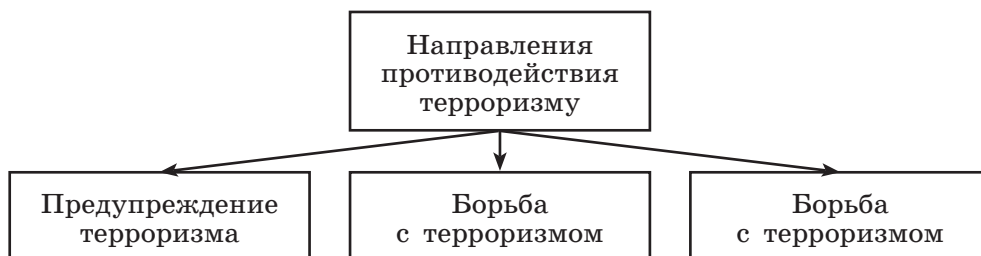 Направления
противодействия
терроризму
Предупреждение
терроризма
Борьба
с терроризмом
Борьба
с терроризмом